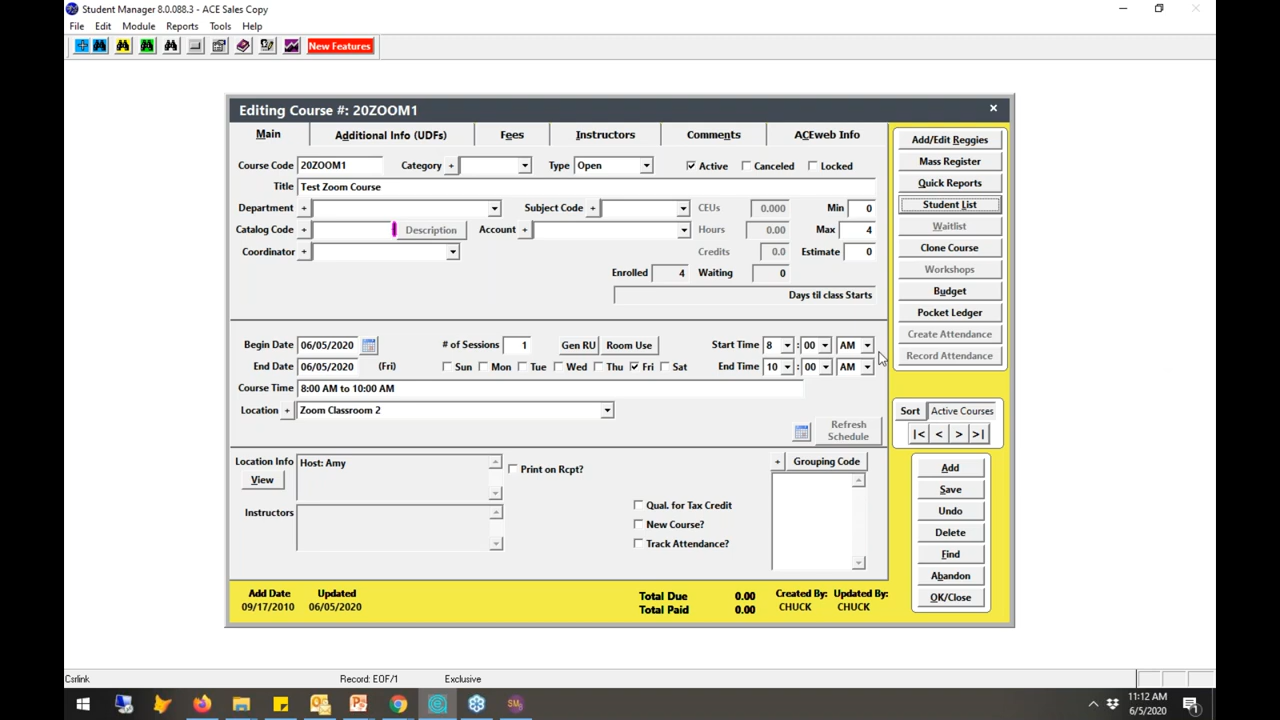 Student Manager 8.0.088.3 - ACE Sales Copy
File Edit Module Reports Tools Help
New Features
Editing Course #: 20ZOOM1
Main Additional Info (UDFs) Fees Instructors Comments ACEweb Info
Course Code 20ZOOM1 Category + Type Open Active Canceled Locked
Title Test Zoom Course
Department + Subject Code + CEUs 0.000 Min 0
Catalog Code + Description Account + Hours 0.00 Max 4
Coordinator + Credits 0.0 Estimate 0
Enrolled 4 Waiting 0
Days til class Starts
Begin Date 06/05/2020 # of Sessions 1 Gen RU Room Use Start Time 8 : 00 AM
End Date 06/05/2020 (Fri) Sun Mon Tue Wed Thu Fri Sat End Time 10 : 00 AM
Course Time 8:00 AM to 10:00 AM
Location + Zoom Classroom 2
Refresh
Schedule
Location Info Host: Amy Print on Rcpt? + Grouping Code
View
Instructors
Qual. for Tax Credit
New Course?
Track Attendance?
Add Date Updated Total Due 0.00 Created By: Updated By:
09/17/2010 06/05/2020 Total Paid 0.00 CHUCK CHUCK
Add/Edit Reggies
Mass Register
Quick Reports
Student List
Waitlist
Clone Course
Workshops
Budget
Pocket Ledger
Create Attendance
Record Attendance
Sort Active Courses
|< < > >|
Add
Save
Undo
Delete
Find
Abandon
OK/Close
Csrlink Record: EOF/1 Exclusive
11:12 AM
6/5/2020